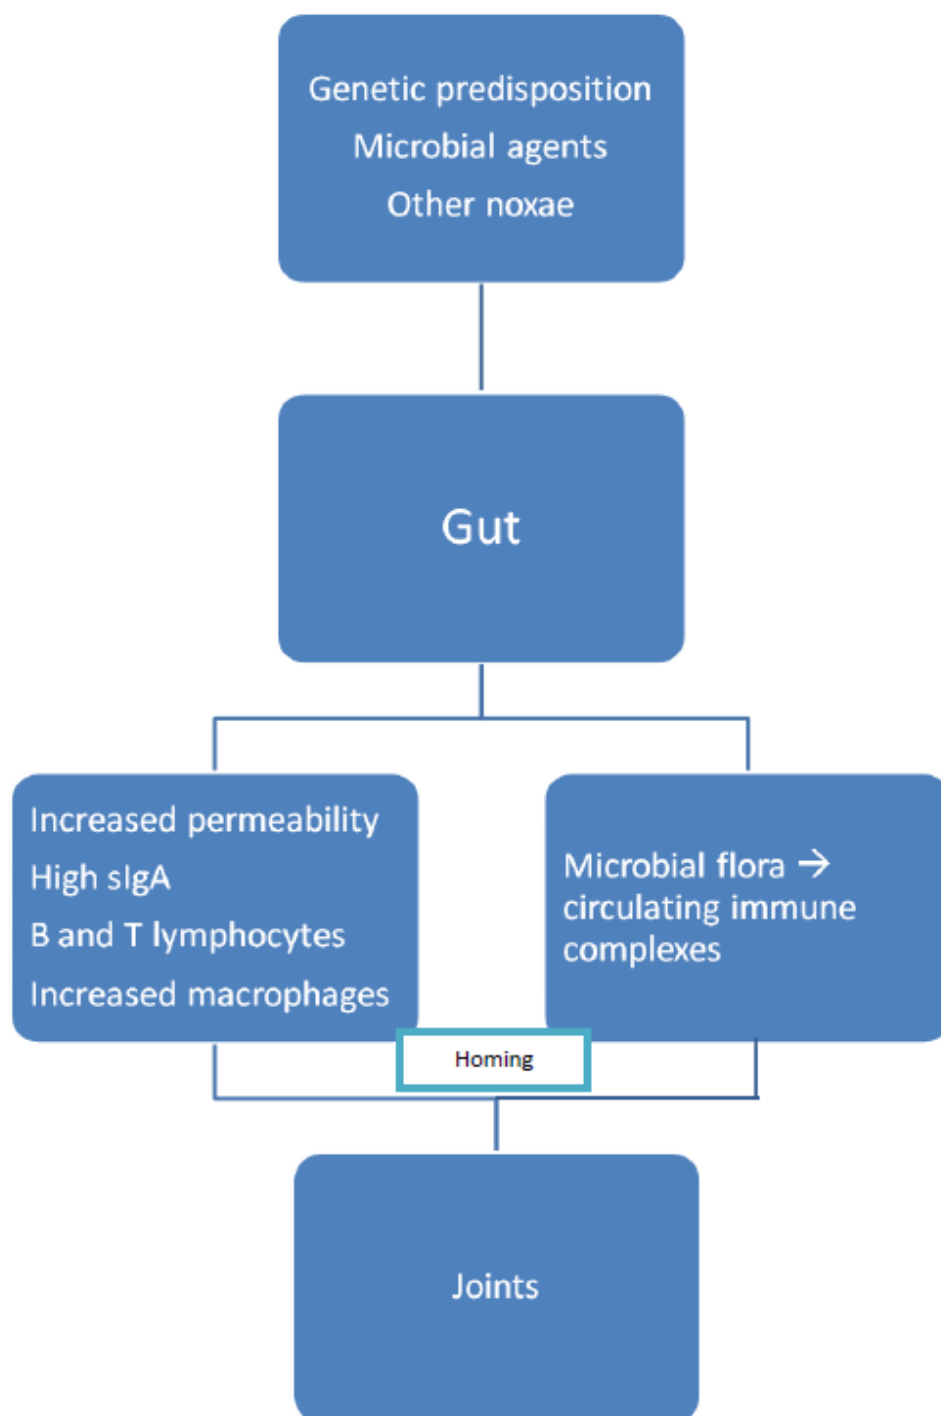 Genetic predisposition
Microbial agents
Other noxae
Gut
Increased permeability
High sIgA
B and T lymphocytes
Increased macrophages
Microbial flora →
circulating immune
complexes
Homing
Joints